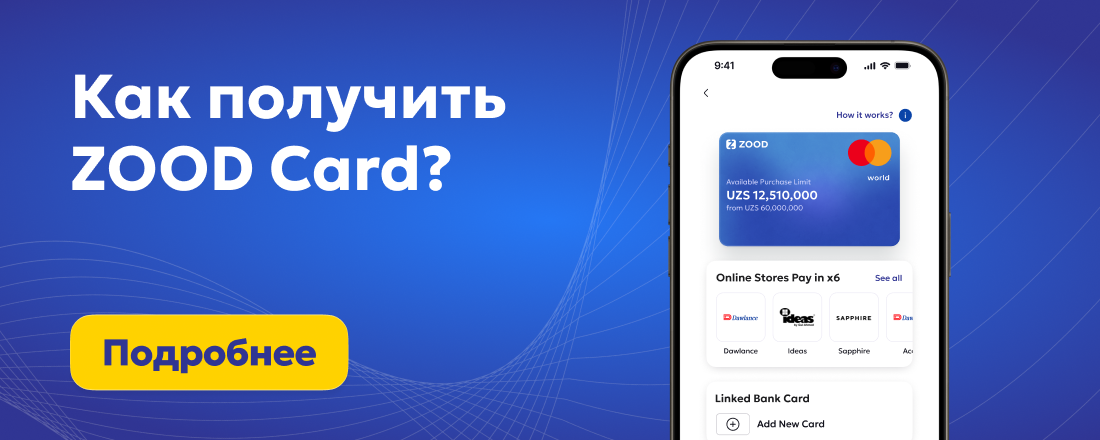 Как получить
ZOOD Card?
Подробнее
9:41
How it works?
ZOOD
world
Available Purchase Limit
UZS 12,510,000
from UZS 60,000,000
Online Stores Pay in x6
See all
Dawlance
ideas
SAPPHIRE
Daw
Dawlance
Ideas
Sapphire
Acc
Linked Bank Card
Add New Card